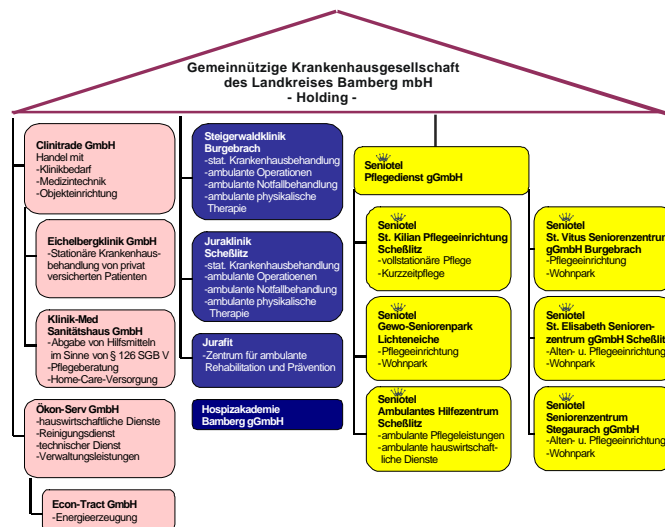 Gemeinnützige Krankenhausgesellschaft
des Landkreises Bamberg mbH
- Holding -
Clinitrade GmbH
Handel mit
-Klinikbedarf
-Medizintechnik
-Objekteinrichtung
Eichelbergklinik GmbH
-Stationäre Krankenhaus-
behandlung von privat
versicherten Patienten
Klinik-Med
Sanitätshaus GmbH
-Abgabe von Hilfsmitteln
im Sinne von § 126 SGB V
-Pflegeberatung
-Home-Care-Versorgung
Ökon-Serv GmbH
-hauswirtschaftliche Dienste
-Reinigungsdienst
-technischer Dienst
-Verwaltungsleistungen
Econ-Tract GmbH
-Energieerzeugung
Steigerwaldklinik
Burgebrach
-stat. Krankenhausbehandlung
-ambulante Operationen
-ambulante Notfallbehandlung
-ambulante physikalische
Therapie
Juraklinik
Scheßlitz
-stat. Krankenhausbehandlung
-ambulante Operatioenen
-ambulante Notfallbehandlung
-ambulante physikalische
Therapie
Jurafit
-Zentrum für ambulante
Rehabilitation und Prävention
Hospizakademie
Bamberg gGmbH
Seniotel
Pflegedienst gGmbH
Seniotel
St. Kilian Pflegeeinrichtung
Scheßlitz
-vollstationäre Pflege
-Kurzzeitpflege
Seniotel
Gewo-Seniorenpark
Lichteneiche
-Pflegeeinrichtung
-Wohnpark
Seniotel
Ambulantes Hilfezentrum
Scheßlitz
-ambulante Pflegeleistungen
-ambulante hauswirtschaft-
liche Dienste
Seniotel
St. Vitus Seniorenzentrum
gGmbH Burgebrach
-Pflegeeinrichtung
-Wohnpark
Seniotel
St. Elisabeth Senioren-
zentrum gGmbH Scheßlitz
-Alten- u. Pflegeeinrichtung
-Wohnpark
Seniotel
Seniorenzentrum
Stegaurach gGmbH
-Alten- u. Pflegeeinrichtung
-Wohnpark